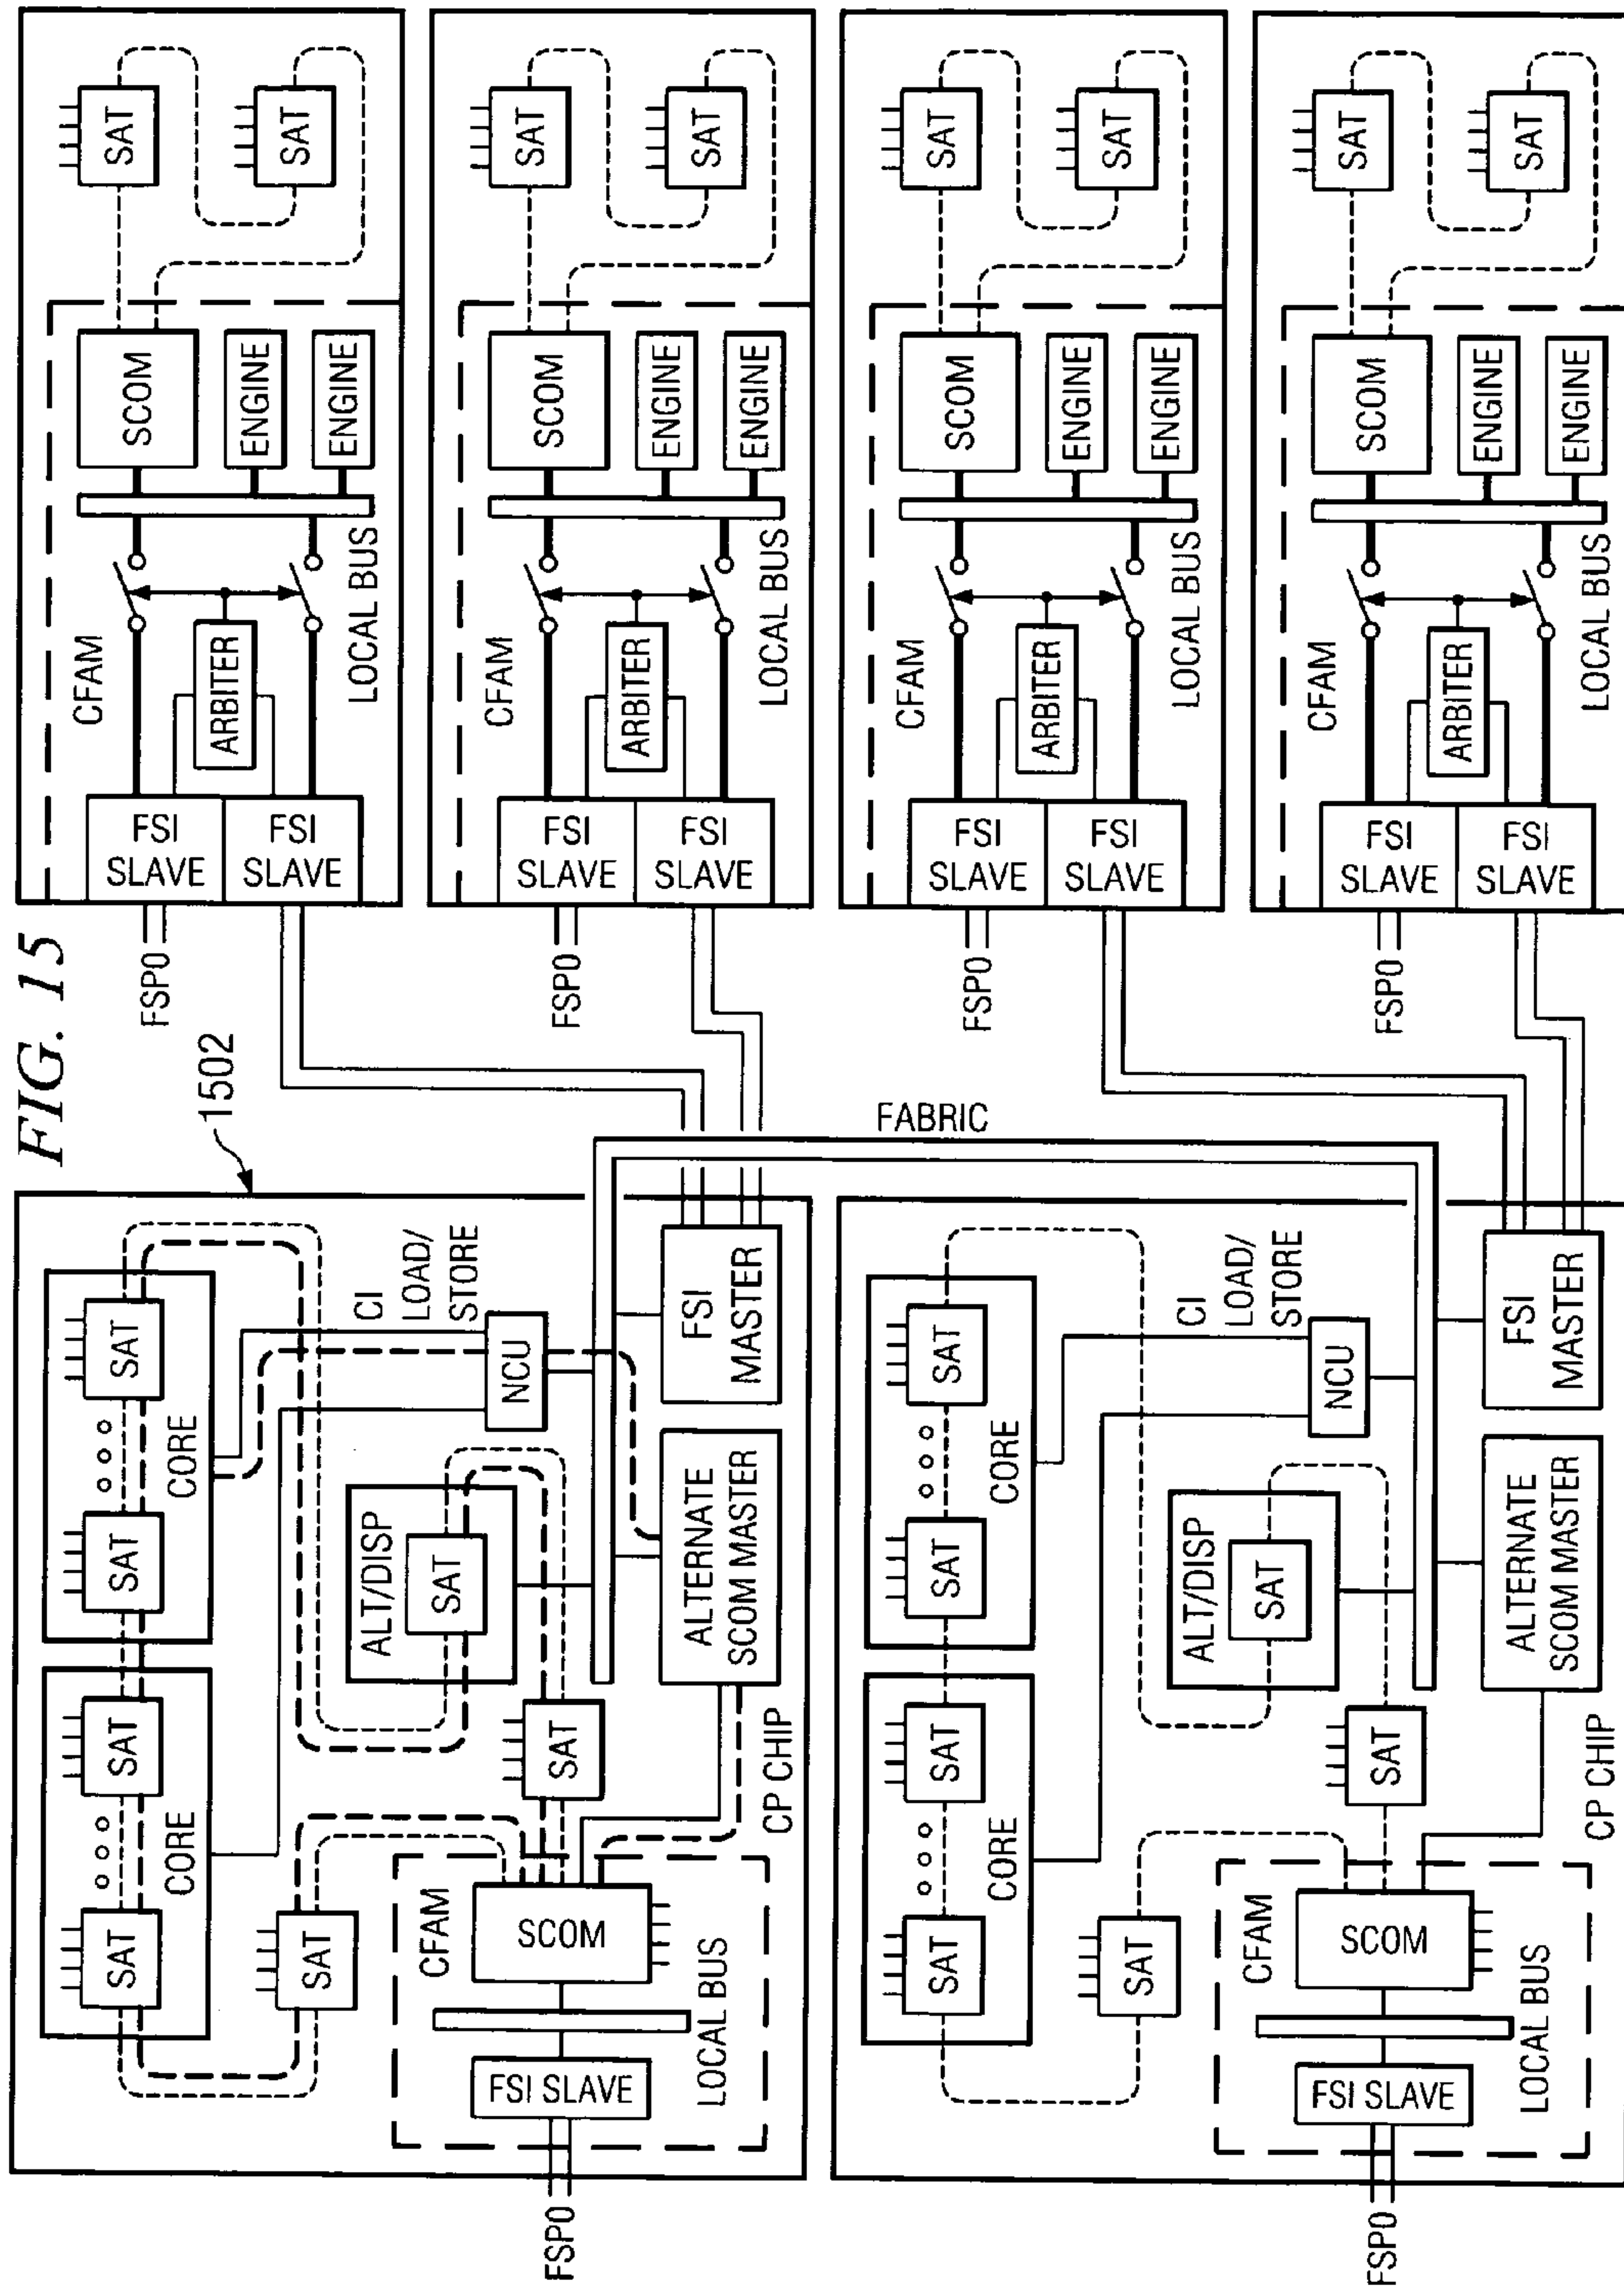 FIG. 15
1502
SAT
SAT
CORE
SAT
SAT
CORE
SAT
ALT/DISP
SAT
CI
LOAD/
STORE
NCU
CFAM
SAT
FSP0
FSI SLAVE
SCOM
LOCAL BUS
ALTERNATE
SCOM MASTER
FSI
MASTER
CP CHIP
FABRIC
SAT
SAT
CORE
SAT
SAT
CORE
SAT
ALT/DISP
SAT
CI
LOAD/
STORE
NCU
CFAM
SAT
FSP0
FSI SLAVE
SCOM
LOCAL BUS
ALTERNATE
SCOM MASTER
FSI
MASTER
CP CHIP
CFAM
SCOM
SAT
FSP0
FSI
SLAVE
ARBITER
ENGINE
SAT
FSI
SLAVE
ENGINE
LOCAL BUS
CFAM
SCOM
SAT
FSP0
FSI
SLAVE
ARBITER
ENGINE
SAT
FSI
SLAVE
ENGINE
LOCAL BUS
CFAM
SCOM
SAT
FSP0
FSI
SLAVE
ARBITER
ENGINE
SAT
FSI
SLAVE
ENGINE
LOCAL BUS
CFAM
SCOM
SAT
FSP0
FSI
SLAVE
ARBITER
ENGINE
SAT
FSI
SLAVE
ENGINE
LOCAL BUS